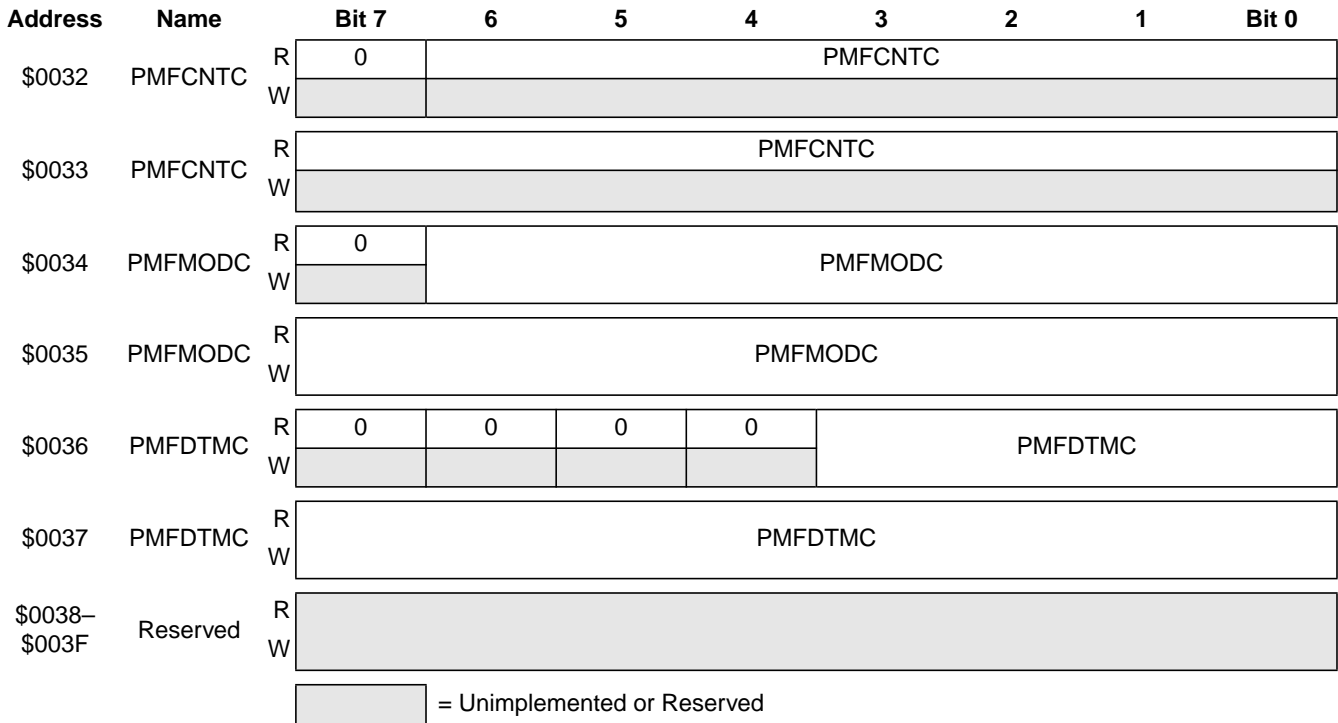 Address Name Bit 7 6 5 4 3 2 1 Bit 0
$0032 PMFCNTC R 0 PMFCNTC
W
$0033 PMFCNTC R PMFCNTC
W
$0034 PMFMODC R 0 PMFMODC
W
$0035 PMFMODC R PMFMODC
W
$0036 PMFDTMC R 0 0 0 0 PMFDTMC
W
$0037 PMFDTMC R PMFDTMC
W
$0038–
$003F Reserved R
W
= Unimplemented or Reserved